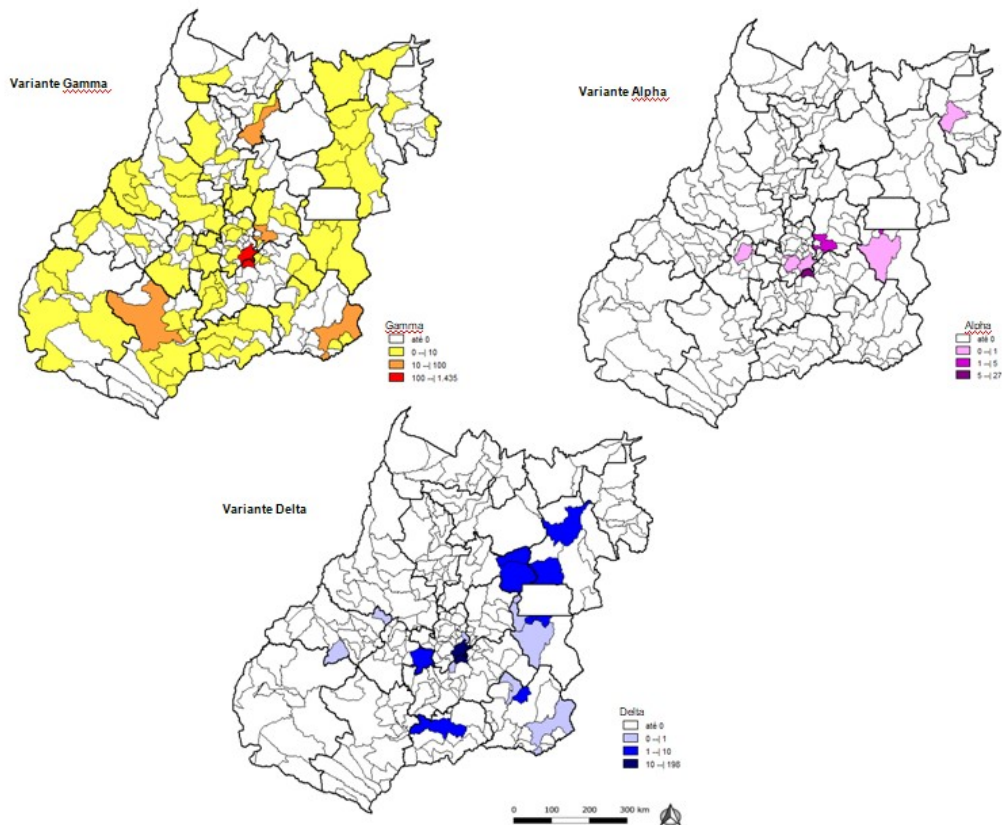 Variante Gamma
Gamma
até 0
0 --| 10
10 --| 100
100 --| 1.435
Variante Alpha
Alpha
até 0
0 --| 1
1 --| 5
5 --| 27
Variante Delta
Delta
até 0
0 --| 1
1 --| 10
10 --| 198
0 100 200 300 km